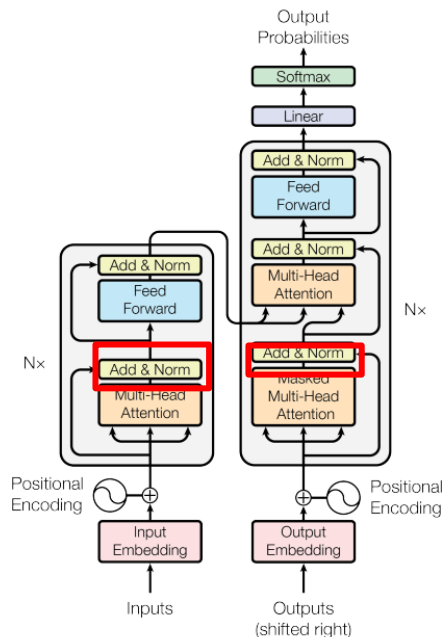 Output
Probabilities
Softmax
Linear
Add & Norm
Feed
Forward
Add & Norm
Multi-Head
Attention
Nx
Add & Norm
Masked
Multi-Head
Attention
Positional
Encoding
Output
Embedding
Outputs
(shifted right)
Add & Norm
Feed
Forward
Nx
Add & Norm
Multi-Head
Attention
Positional
Encoding
Input
Embedding
Inputs